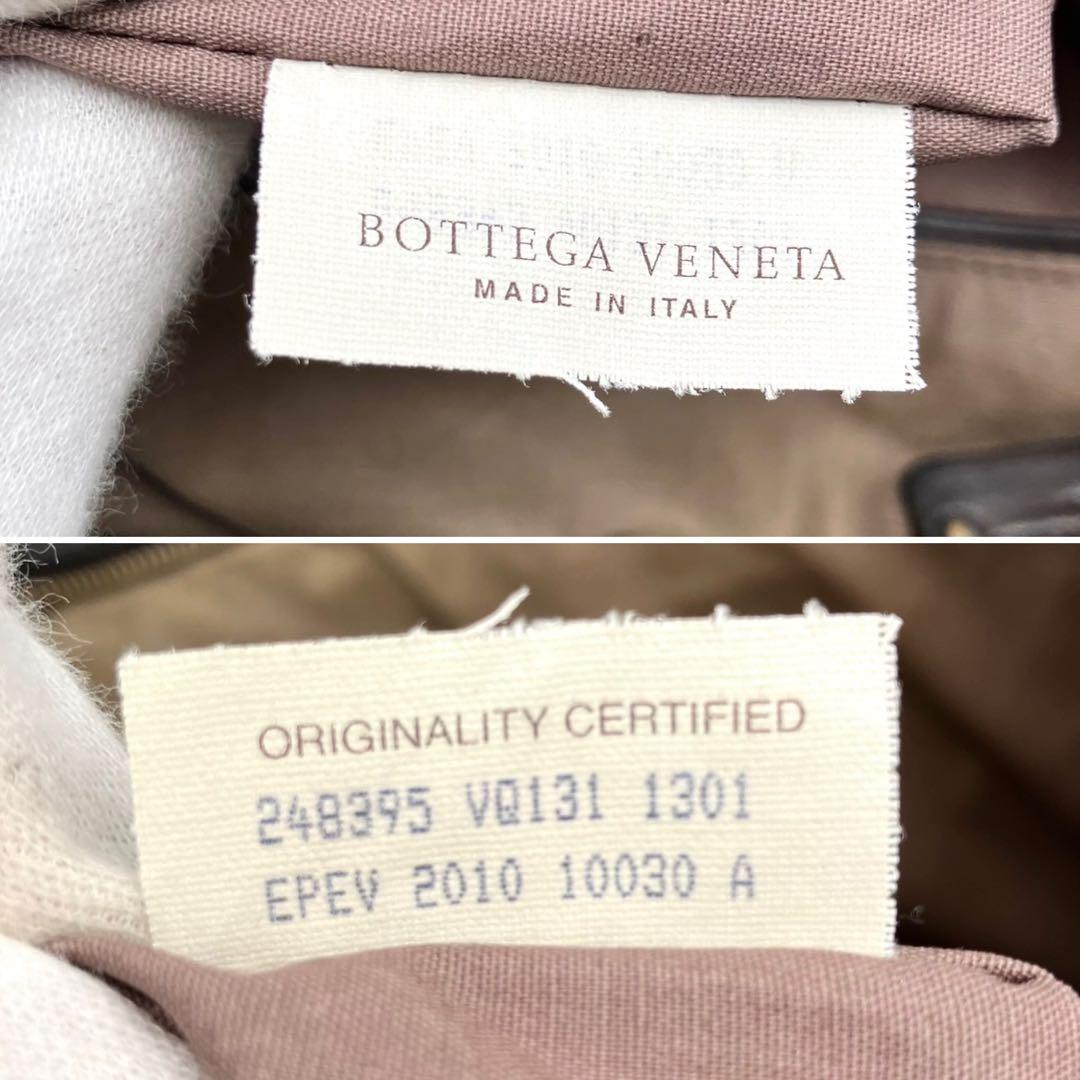 BOTTEGA VENETA
MADE IN ITALY
ORIGINALITY CERTIFIED
248395 VQ131 1301
EPEV 2010 10030 A